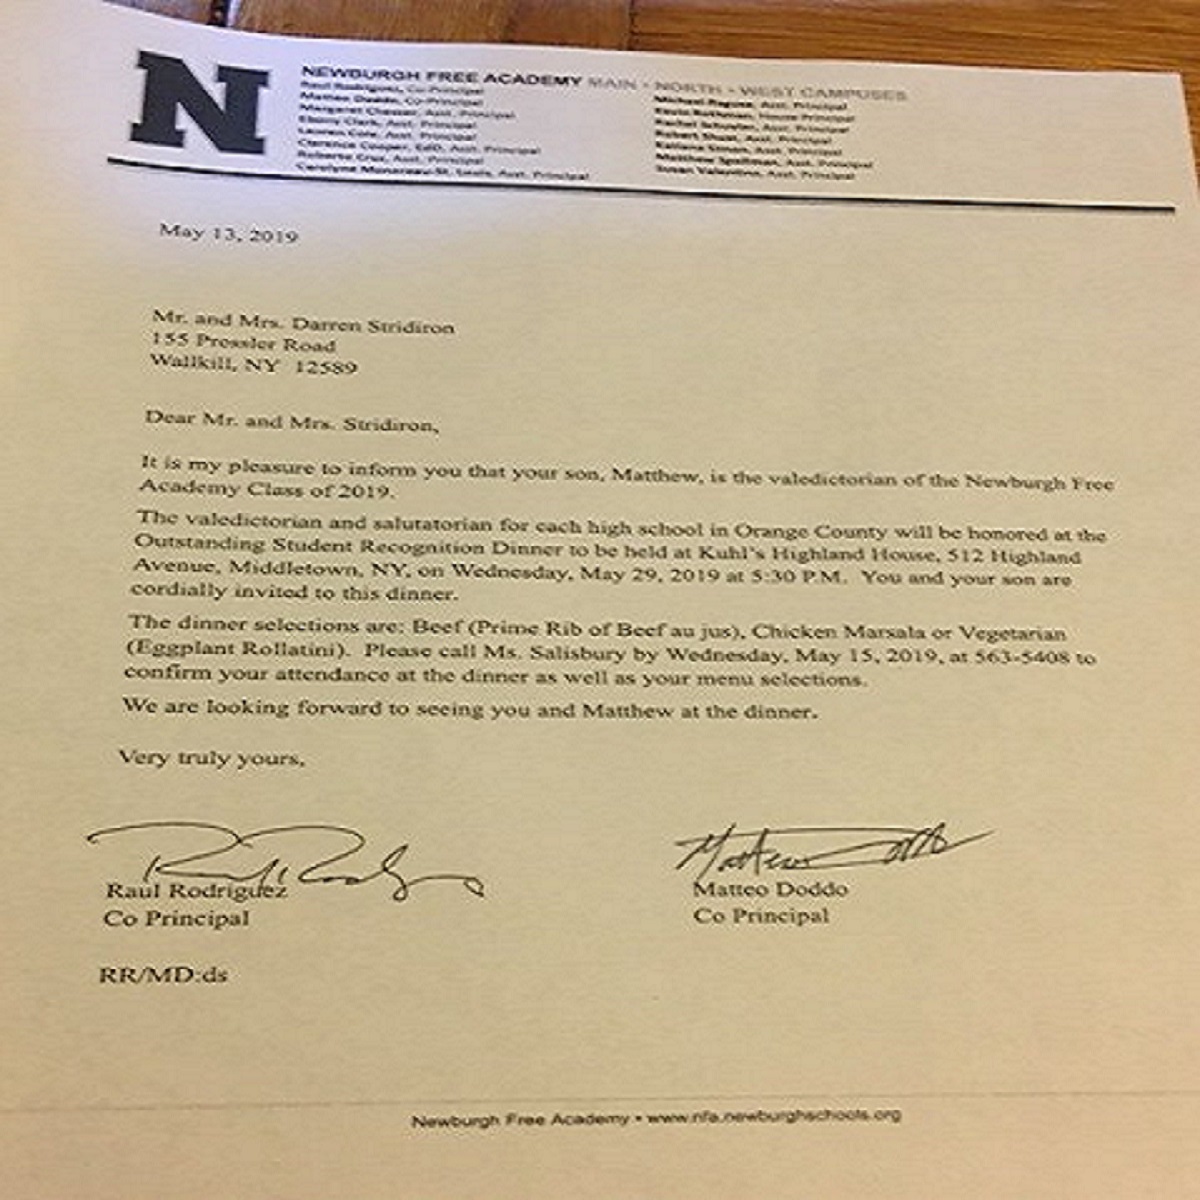 N
NEWBURGH FREE ACADEMY MAIN • NORTH • WEST CAMPUSES
Raul Rodriguez, Co-Principal
Matteo Doddo, Co-Principal
Margaret Asst. Principal
Ebony Clark, Asst. Principal
Lauren Cole, Asst. Principal
Clarence Cooper, EdD, Asst. Principal
Roberto Cruz, Asst. Principal
Carolyne St. Louis, Asst. Principal
Michael Ragusa, Asst. Principal
Kevin Rothman, House Principal
Rachel Schuyler, Asst. Principal
Robert Asst. Principal
Simon, Asst. Principal
Matthew Spellman, Asst. Principal
Susan Valentino, Asst. Principal
May 13, 2019
Mr. and Mrs. Darren Stridiron
155 Pressler Road
Wallkill, NY 12589
Dear Mr. and Mrs. Stridiron,
It is my pleasure to inform you that your son, Matthew, is the valedictorian of the Newburgh Free
Academy Class of 2019.
The valedictorian and salutatorian for each high school in Orange County will be honored at the
Outstanding Student Recognition Dinner to be held at Kuhl's Highland House, 512 Highland
Avenue, Middletown, NY, on Wednesday, May 29, 2019 at 5:30 P.M. You and your son are
cordially invited to this dinner.
The dinner selections are: Beef (Prime Rib of Beef au jus), Chicken Marsala or Vegetarian
(Eggplant Rollatini). Please call Ms. Salisbury by Wednesday, May 15, 2019, at 563-5408 to
confirm your attendance at the dinner as well as your menu selections.
We are looking forward to seeing you and Matthew at the dinner.
Very truly yours,
Raul Rodriguez
Co Principal
Matteo Doddo
Co Principal
RR/MD:ds
Newburgh Free Academy • www.nfa.newburghschools.org